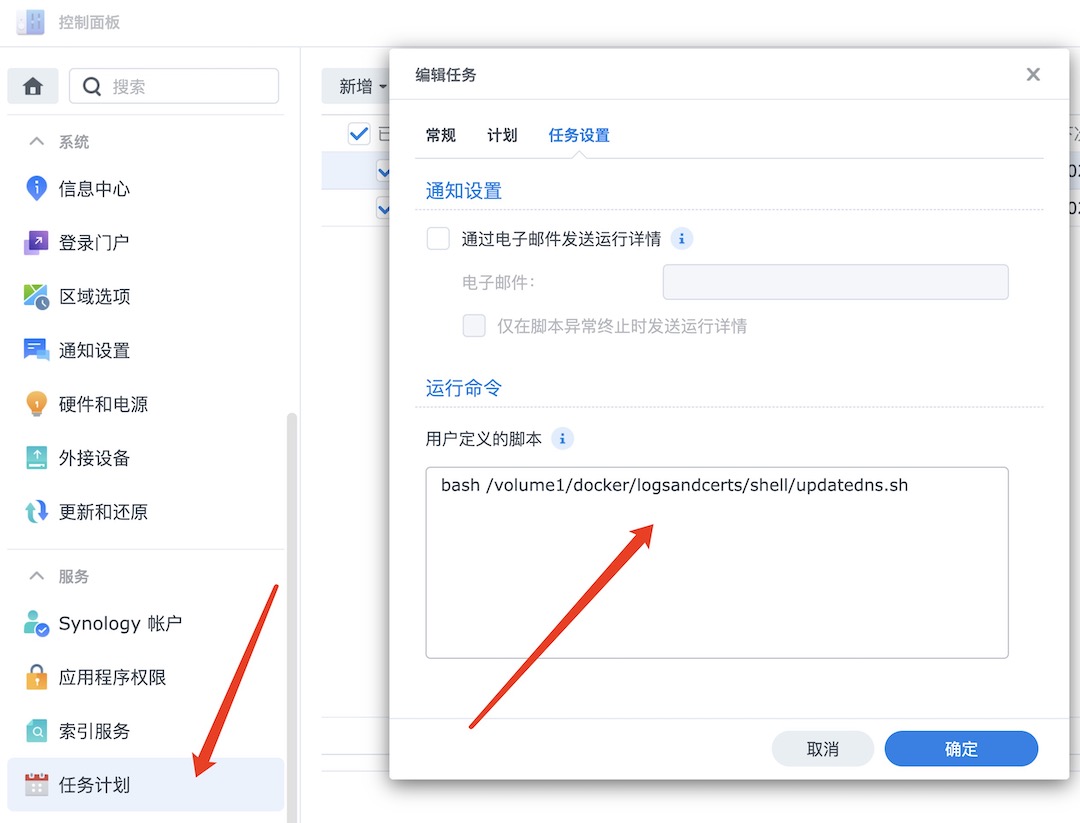 控制面板
搜索
系统
信息中心
登录门户
区域选项
通知设置
硬件和电源
外接设备
更新和还原
服务
Synology 帐户
应用程序权限
索引服务
任务计划
新增
编辑任务
常规 计划 任务设置
通知设置
通过电子邮件发送运行详情
电子邮件：
仅在脚本异常终止时发送运行详情
运行命令
用户定义的脚本
bash /volume1/docker/logsandcerts/shell/updatedns.sh
取消 确定